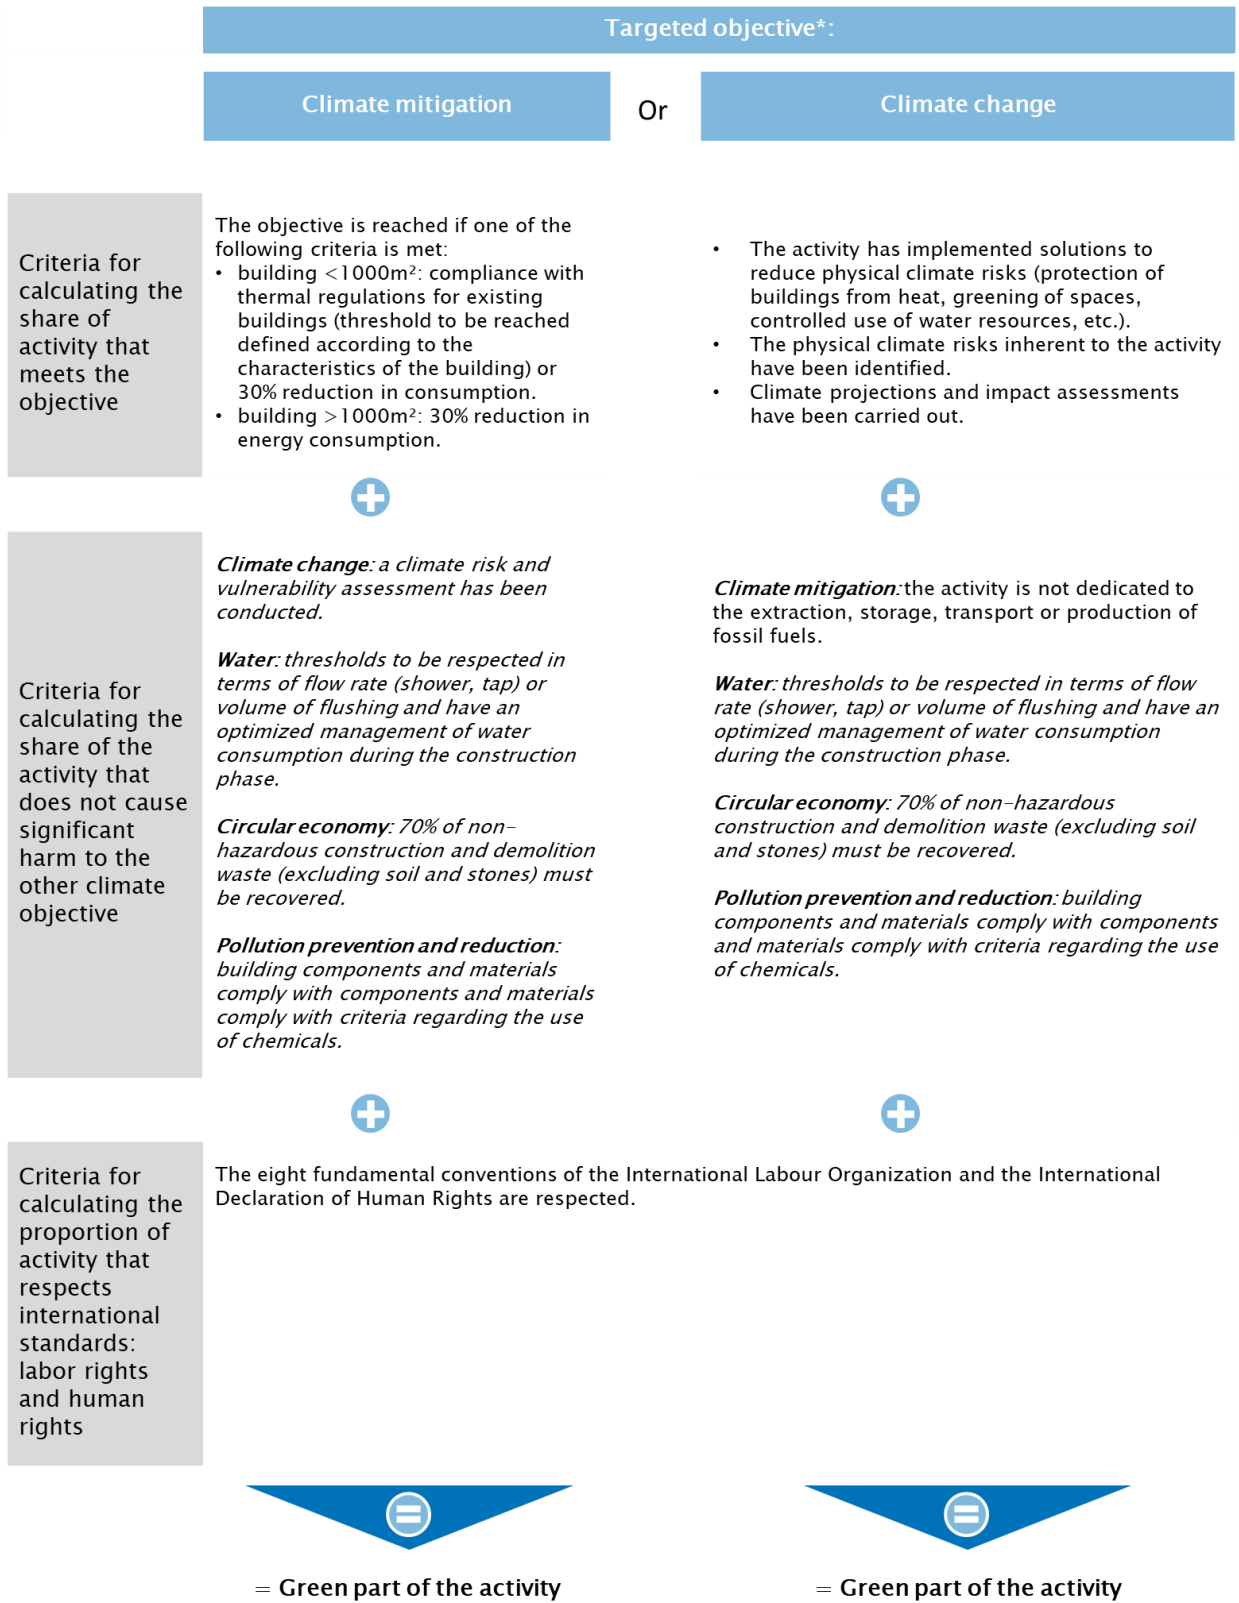 Targeted objective*:
Climate mitigation
Or
Climate change
Criteria for
calculating the
share of
activity that
meets the
objective
The objective is reached if one of the
following criteria is met:
• building <1000m²: compliance with
thermal regulations for existing
buildings (threshold to be reached
defined according to the
characteristics of the building) or
30% reduction in consumption.
• building >1000m²: 30% reduction in
energy consumption.
• The activity has implemented solutions to
reduce physical climate risks (protection of
buildings from heat, greening of spaces,
controlled use of water resources, etc.).
• The physical climate risks inherent to the activity
have been identified.
• Climate projections and impact assessments
have been carried out.
Criteria for
calculating the
share of the
activity that
does not cause
significant
harm to the
other climate
objective
Climate change: a climate risk and
vulnerability assessment has been
conducted.
Water: thresholds to be respected in
terms of flow rate (shower, tap) or
volume of flushing and have an
optimized management of water
consumption during the construction
phase.
Circular economy: 70% of non-
hazardous construction and demolition
waste (excluding soil and stones) must
be recovered.
Pollution prevention and reduction:
building components and materials
comply with components and materials
comply with criteria regarding the use
of chemicals.
Climate mitigation: the activity is not dedicated to
the extraction, storage, transport or production of
fossil fuels.
Water: thresholds to be respected in terms of flow
rate (shower, tap) or volume of flushing and have an
optimized management of water consumption
during the construction phase.
Circular economy: 70% of non-hazardous
construction and demolition waste (excluding soil
and stones) must be recovered.
Pollution prevention and reduction: building
components and materials comply with components
and materials comply with criteria regarding the use
of chemicals.
Criteria for
calculating the
proportion of
activity that
respects
international
standards:
labor rights
and human
rights
The eight fundamental conventions of the International Labour Organization and the International
Declaration of Human Rights are respected.
= Green part of the activity
= Green part of the activity